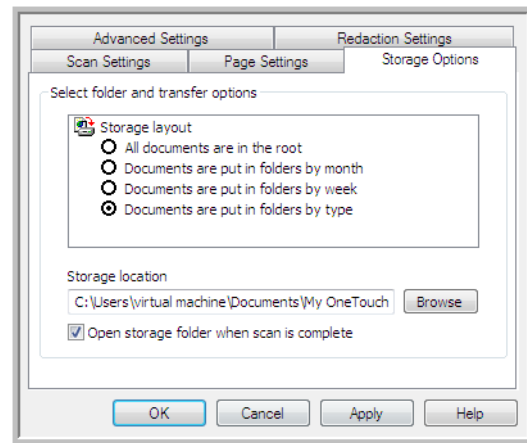 Advanced Settings Redaction Settings
Scan Settings Page Settings Storage Options
Select folder and transfer options
Storage layout
All documents are in the root
Documents are put in folders by month
Documents are put in folders by week
Documents are put in folders by type
Storage location
C:\Users\virtual machine\Documents\My OneTouch Browse
Open storage folder when scan is complete
OK Cancel Apply Help